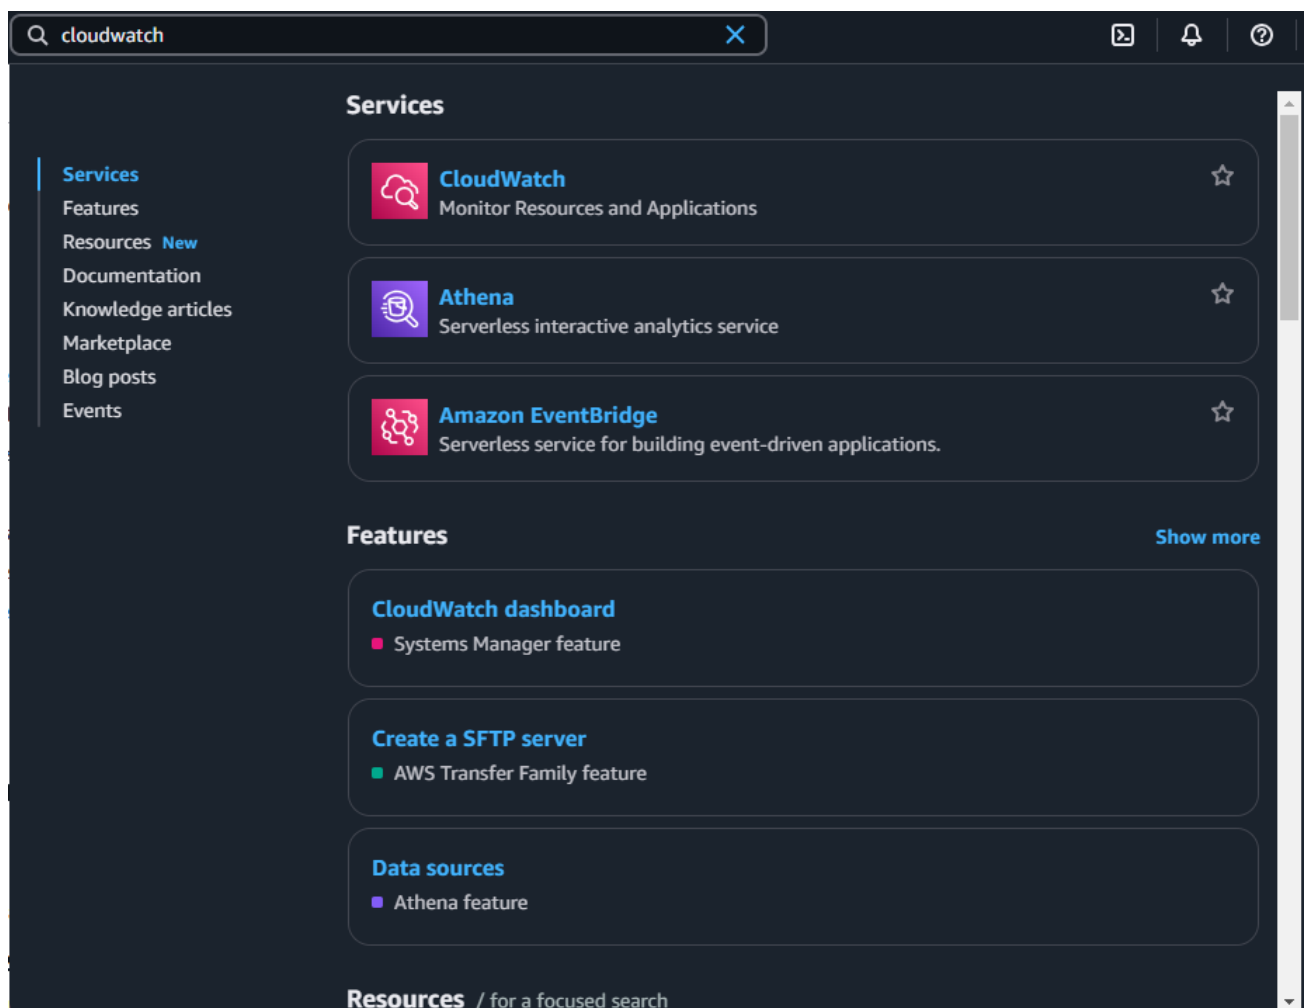 cloudwatch
Services
Features
Resources New
Documentation
Knowledge articles
Marketplace
Blog posts
Events
Services
CloudWatch
Monitor Resources and Applications
Athena
Serverless interactive analytics service
Amazon EventBridge
Serverless service for building event-driven applications.
Features
Show more
CloudWatch dashboard
Systems Manager feature
Create a SFTP server
AWS Transfer Family feature
Data sources
Athena feature
Resources / for a focused search